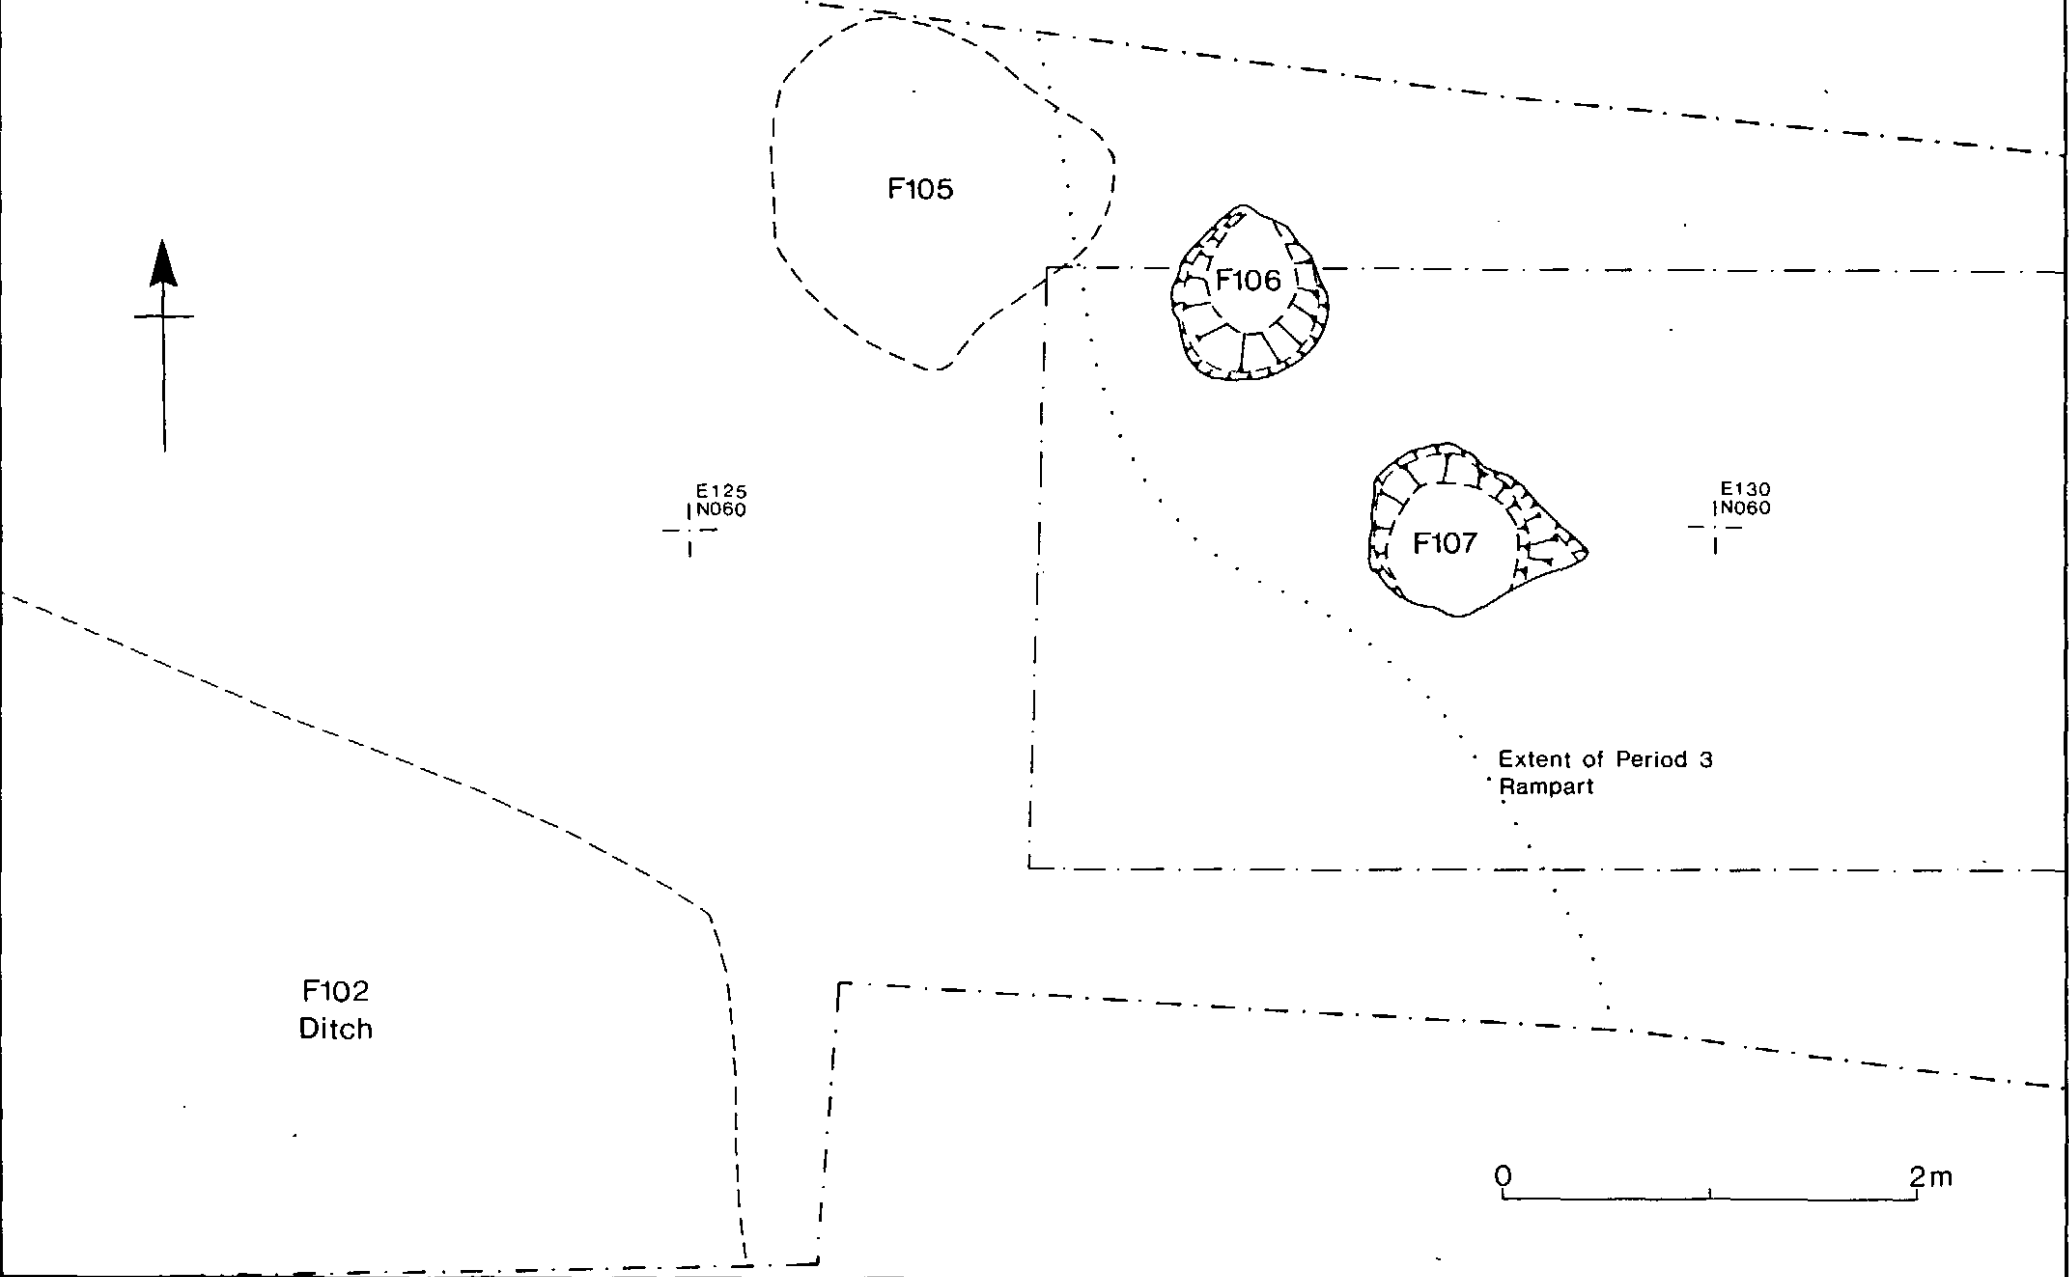 F105
F106
E125
N060
E130
N060
F107
Extent of Period 3
Rampart
F102
Ditch
0 2m